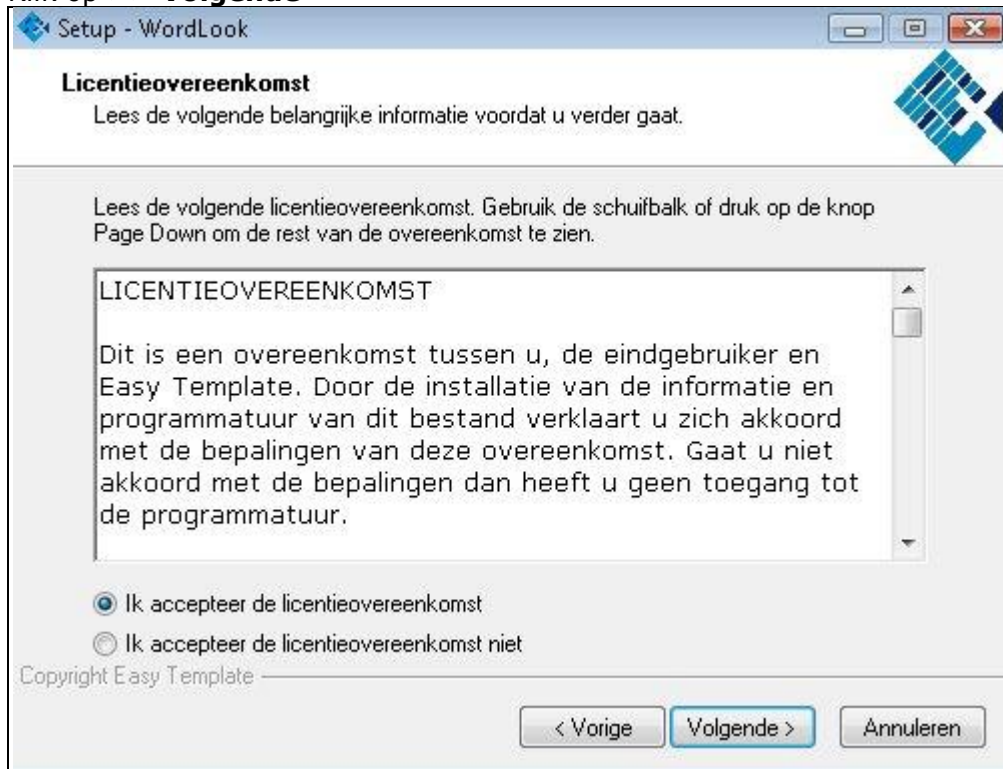 Klik op Volgende
Setup - WordLook
Licentieovereenkomst
Lees de volgende belangrijke informatie voordat u verder gaat.
Lees de volgende licentieovereenkomst. Gebruik de schuifbalk of druk op de knop
Page Down om de rest van de overeenkomst te zien.
LICENTIEOVEREENKOMST
Dit is een overeenkomst tussen u, de eindgebruiker en
Easy Template. Door de installatie van de informatie en
programmatuur van dit bestand verklaart u zich akkoord
met de bepalingen van deze overeenkomst. Gaat u niet
akkoord met de bepalingen dan heeft u geen toegang tot
de programmatuur.
Ik accepteer de licentieovereenkomst
Ik accepteer de licentieovereenkomst niet
Copyright Easy Template
< Vorige Volgende > Annuleren